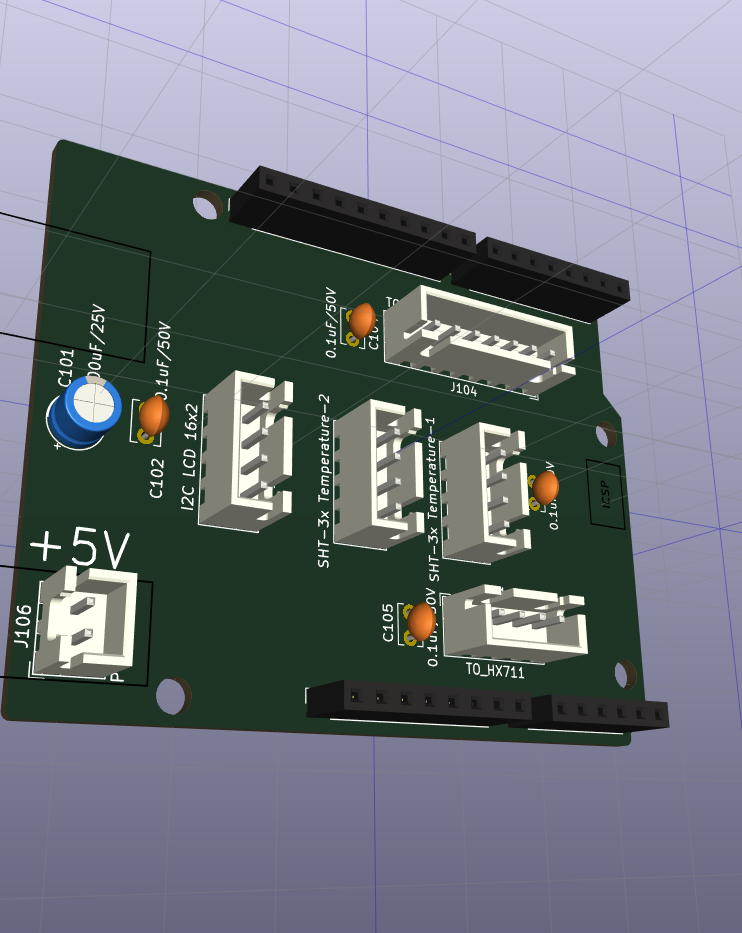 0.1uF/50V
J104
C101
00uF/25V
0.1uF/50V
C102
I2C LCD 16x2
SHT-3x Temperature-2
SHT-3x Temperature-1
ICSP
+5V
J106
C105
TO_HX711